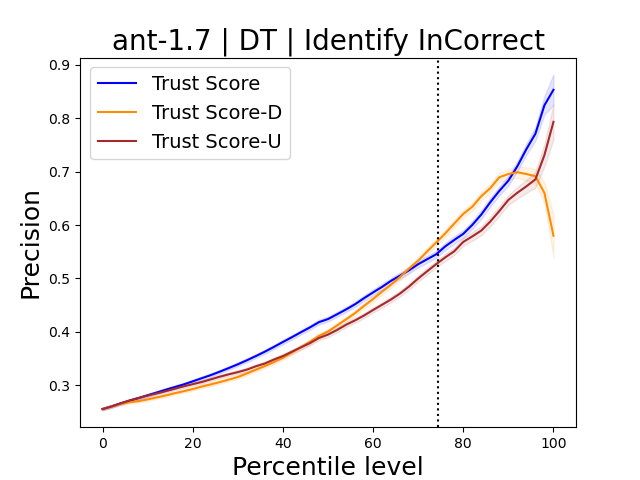 ant-1.7 | DT | Identify InCorrect
Trust Score
Trust Score-D
Trust Score-U
Precision
0.9
0.8
0.7
0.6
0.5
0.4
0.3
0 20 40 60 80 100
Percentile level